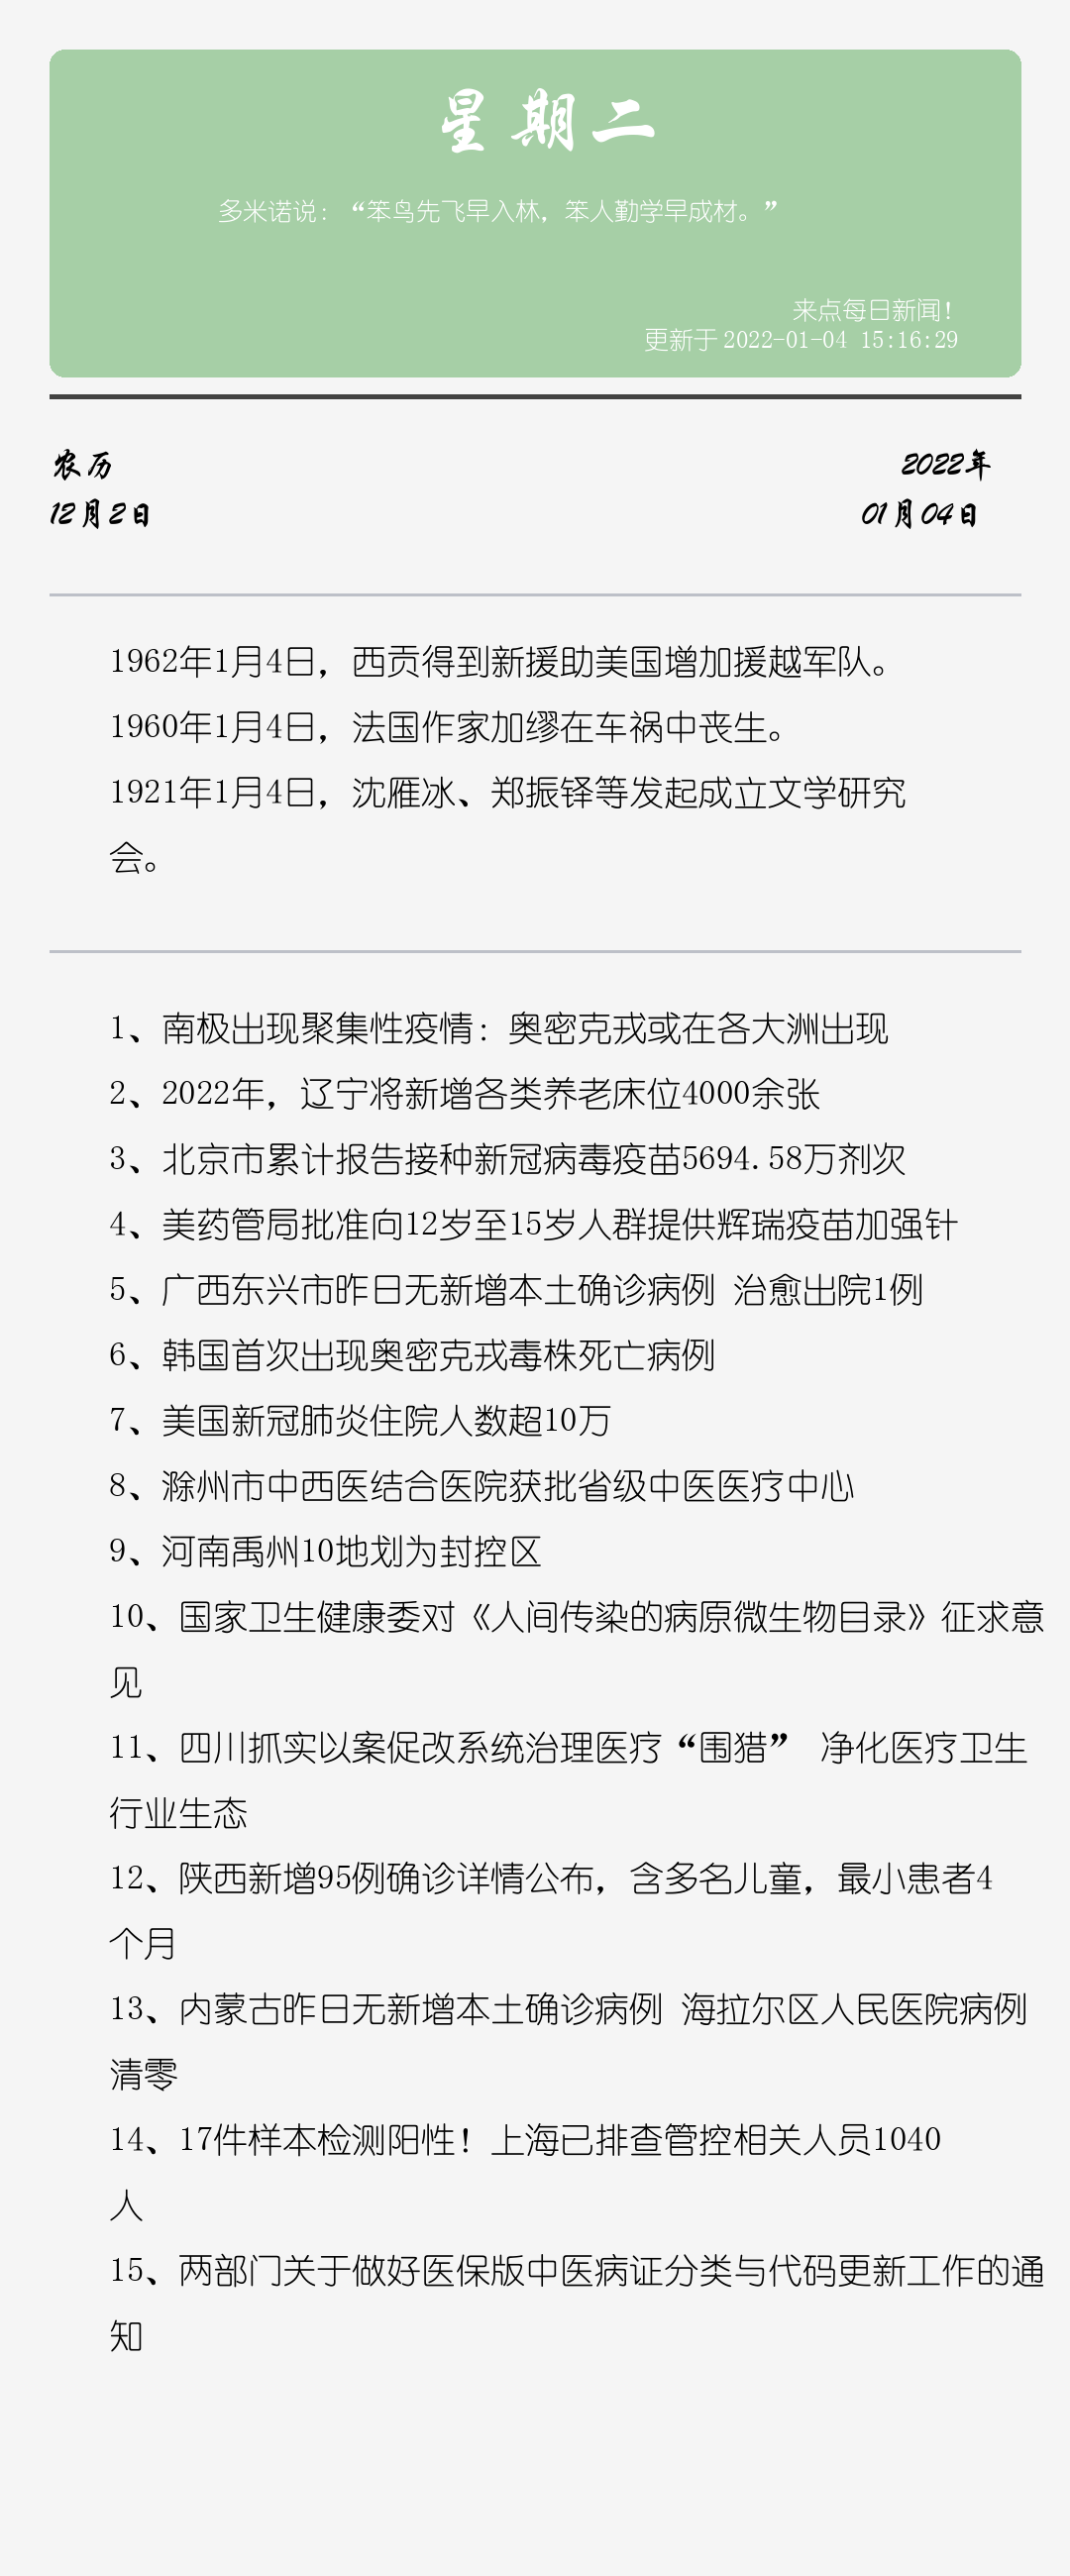 星期二
多米诺说：“笨鸟先飞早入林，笨人勤学早成材。”
来点每日新闻！
更新于 2022-01-04 15:16:29
农历
2022年
12月2日
01月04日
1962年1月4日，西贡得到新援助美国增加援越军队。
1960年1月4日，法国作家加缪在车祸中丧生。
1921年1月4日，沈雁冰、郑振铎等发起成立文学研究
会。
1、南极出现聚集性疫情：奥密克戎或在各大洲出现
2、2022年，辽宁将新增各类养老床位4000余张
3、北京市累计报告接种新冠病毒疫苗5694.58万剂次
4、美药管局批准向12岁至15岁人群提供辉瑞疫苗加强针
5、广西东兴市昨日无新增本土确诊病例 治愈出院1例
6、韩国首次出现奥密克戎毒株死亡病例
7、美国新冠肺炎住院人数超10万
8、滁州市中西医结合医院获批省级中医医疗中心
9、河南禹州10地划为封控区
10、国家卫生健康委对《人间传染的病原微生物目录》征求意
见
11、四川抓实以案促改系统治理医疗“围猎” 净化医疗卫生
行业生态
12、陕西新增95例确诊详情公布，含多名儿童，最小患者4
个月
13、内蒙古昨日无新增本土确诊病例 海拉尔区人民医院病例
清零
14、17件样本检测阳性！上海已排查管控相关人员1040
人
15、两部门关于做好医保版中医病证分类与代码更新工作的通
知